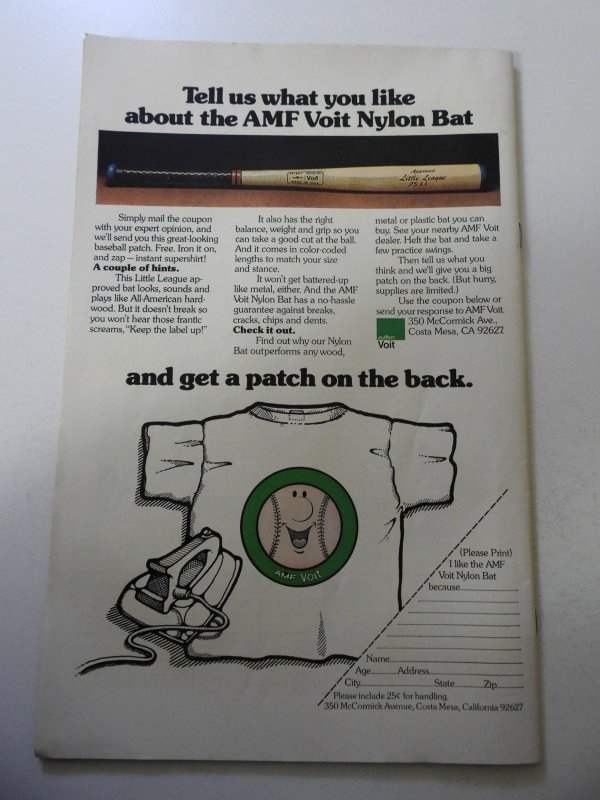 Tell us what you like
about the AMF Voit Nylon Bat
Voit
Approved
Little League
Simply mail the coupon
with your expert opinion, and
we'll send you this great-looking
baseball patch. Free. Iron it on,
and zap—instant supershirt!
A couple of hints.
This Little League ap-
proved bat looks, sounds and
plays like All-American hard-
wood. But it doesn't break so
you won't hear those frantic
screams, "Keep the label up!"
It also has the right
balance, weight and grip so you
can take a good cut at the ball.
And it comes in color-coded
lengths to match your size
and stance.
It won't get battered-up
like metal, either. And the AMF
Voit Nylon Bat has a no-hassle
guarantee against breaks,
cracks, chips and dents.
Check it out.
Find out why our Nylon
Bat outperforms any wood,
metal or plastic bat you can
buy. See your nearby AMF Voit
dealer. Heft the bat and take a
few practice swings.
Then tell us what you
think and we'll give you a big
patch on the back. (But hurry,
supplies are limited.)
Use the coupon below or
send your response to AMF Voit.
350 McCormick Ave.,
Costa Mesa, CA 92627.
Voit
and get a patch on the back.
AMF Voit
(Please Print)
I like the AMF
Voit Nylon Bat
because
Name
Age Address
City State Zip
Please include 25¢ for handling.
350 McCormick Avenue, Costa Mesa, California 92627